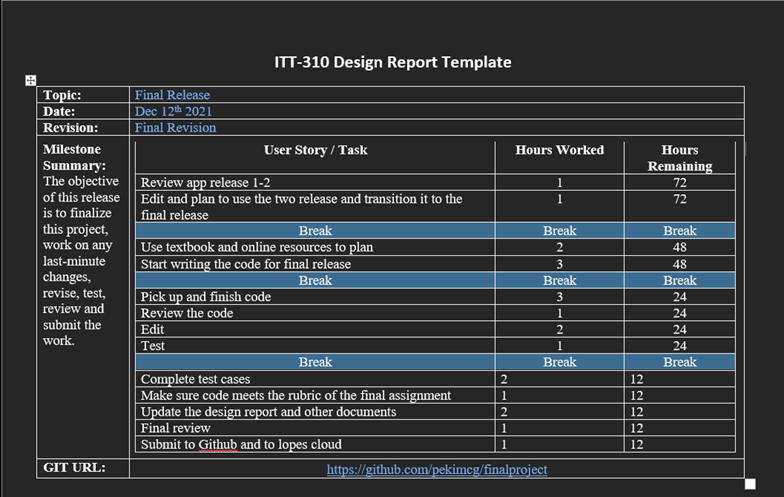 ITT-310 Design Report Template
Topic: Final Release
Date: Dec 12th 2021
Revision: Final Revision
Milestone
Summary:
The objective
of this release
is to finalize
this project,
work on any
last-minute
changes,
revise, test,
review and
submit the
work.
User Story / Task Hours Worked Hours
Remaining
Review app release 1-2 1 72
Edit and plan to use the two release and transition it to the 1 72
final release
Break Break Break
Use textbook and online resources to plan 2 48
Start writing the code for final release 3 48
Break Break Break
Pick up and finish code 3 24
Review the code 1 24
Edit 2 24
Test 1 24
Break Break Break
Complete test cases 2 12
Make sure code meets the rubric of the final assignment 1 12
Update the design report and other documents 2 12
Final review 1 12
Submit to Github and to lopes cloud 1 12
GIT URL: https://github.com/pekimcg/finalproject